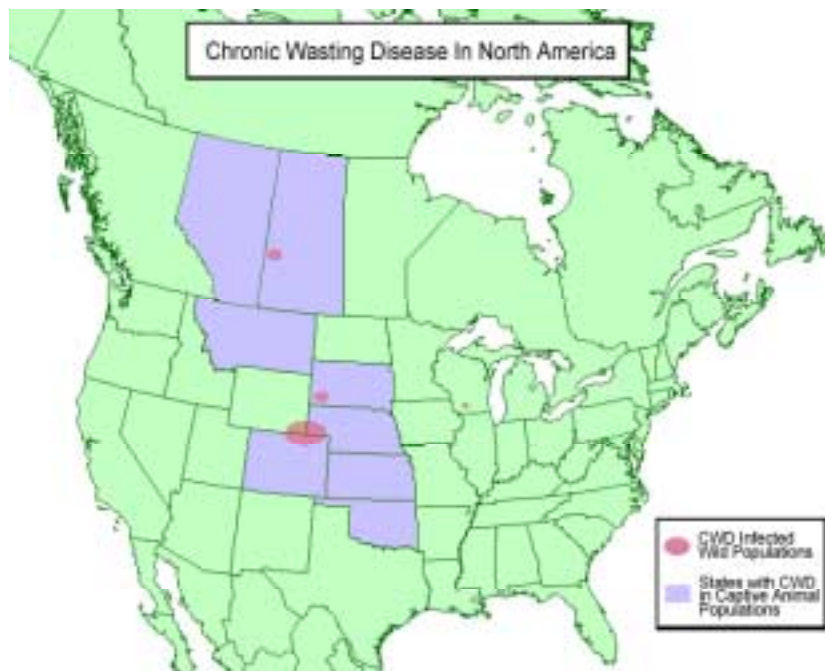 Chronic Wasting Disease In North America
CWD Infected
Wild Populations
States with CWD
in Captive Animal
Populations